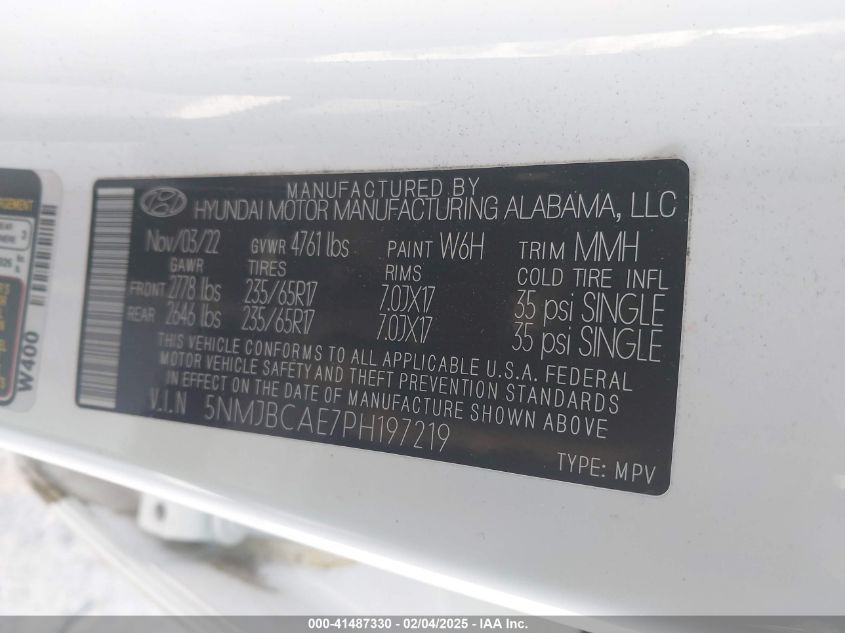 MANUFACTURED BY
HYUNDAI MOTOR MANUFACTURING ALABAMA, LLC
Nov/03/22 GVWR 4761 lbs PAINT W6H TRIM MMH
GAWR TIRES RIMS COLD TIRE INFL
FRONT 2778 lbs 235/65R17 7.0JX17 35 psi SINGLE
REAR 2646 lbs 235/65R17 7.0JX17 35 psi SINGLE
THIS VEHICLE CONFORMS TO ALL APPLICABLE U.S.A. FEDERAL
MOTOR VEHICLE SAFETY AND THEFT PREVENTION STANDARDS
IN EFFECT ON THE DATE OF MANUFACTURE SHOWN ABOVE
V.I.N 5NMJBCAE7PH197219
TYPE: MPV
W400
000-41487330 - 02/04/2025 - IAA Inc.